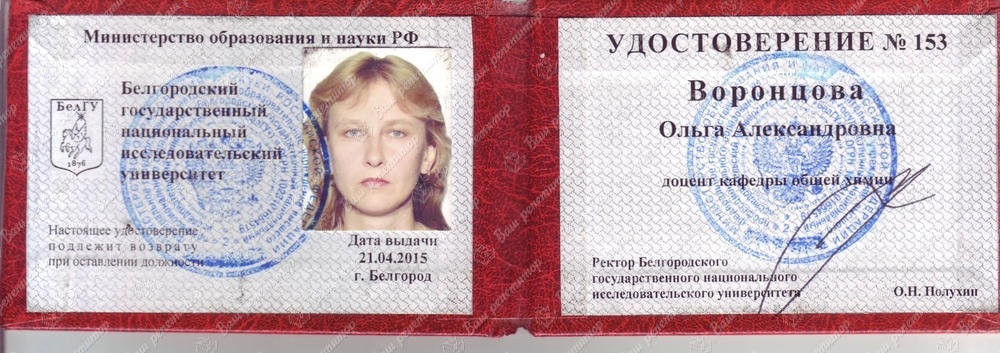 Министерство образования и науки РФ
БелГУ
1876
Белгородский
государственный
национальный
исследовательский
университет
Настоящее удостоверение
подлежит возврату
при оставлении должности
Дата выдачи
21.04.2015
г. Белгород
УДОСТОВЕРЕНИЕ № 153
Воронцова
Ольга Александровна
доцент кафедры общей химии
Ректор Белгородского
государственного национального
исследовательского университета
О.Н. Полухин
Ваш репетитор